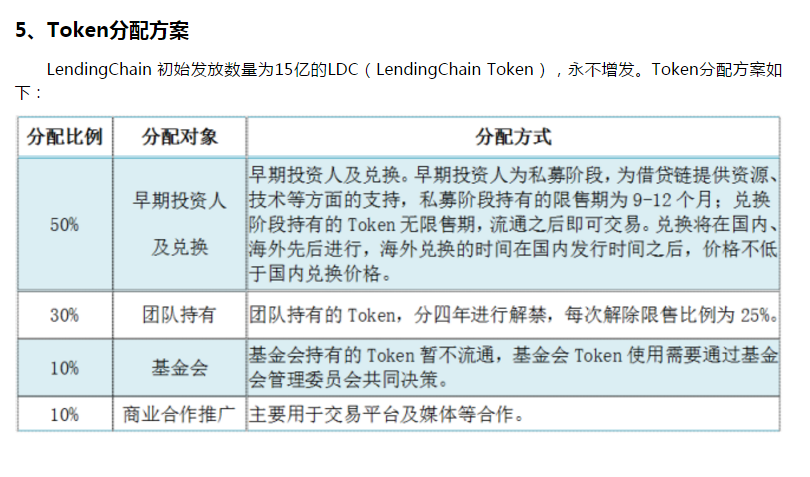 5、Token分配方案
LendingChain 初始发放数量为15亿的LDC（LendingChain Token），永不增发。Token分配方案如
下：
分配比例 分配对象 分配方式
50% 早期投资人
及兑换
早期投资人及兑换。早期投资人为私募阶段，为借贷链提供资源、
技术等方面的支持，私募阶段持有的限售期为 9-12 个月；兑换
阶段持有的 Token 无限售期，流通之后即可交易。兑换将在国内、
海外先后进行，海外兑换的时间在国内发行时间之后，价格不低
于国内兑换价格。
30% 团队持有 团队持有的 Token，分四年进行解禁，每次解除限售比例为 25%。
10% 基金会 基金会持有的 Token 暂不流通，基金会 Token 使用需要通过基金
会管理委员会共同决策。
10% 商业合作推广 主要用于交易平台及媒体等合作。